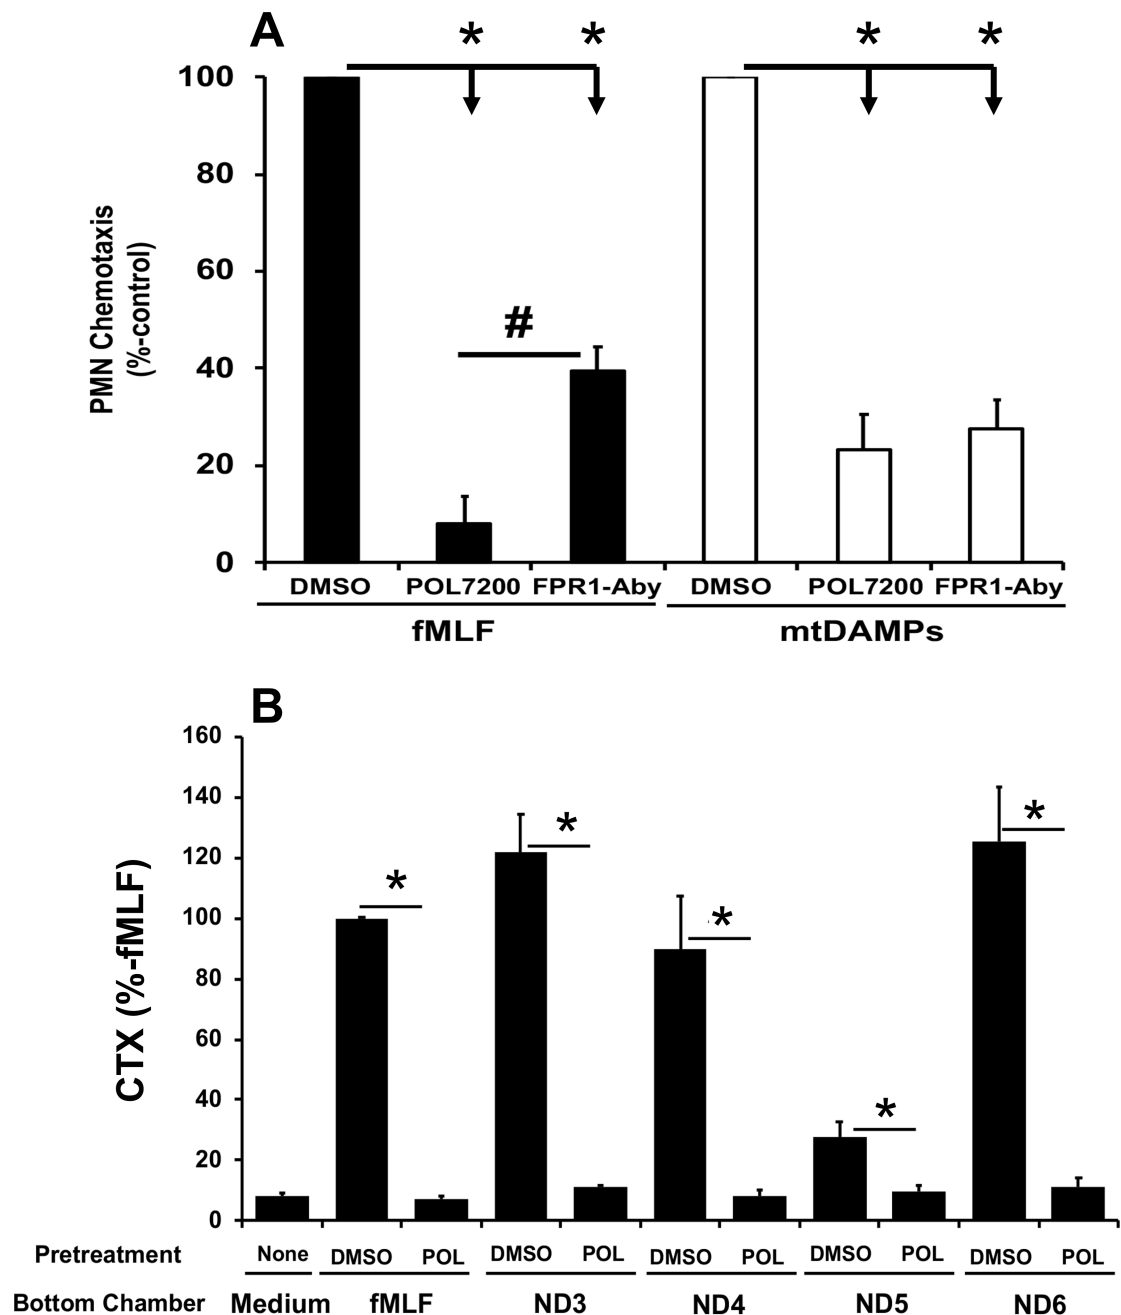 A
* * * *
100
80
60
40
20
0
PMN Chemotaxis
(%-control)
#
DMSO POL7200 FPR1-Aby DMSO POL7200 FPR1-Aby
fMLF mtDAMPs
B
160
140
120
100
80
60
40
20
0
CTX (%-fMLF)
* * * * *
Pretreatment None DMSO POL DMSO POL DMSO POL DMSO POL DMSO POL
Bottom Chamber Medium fMLF ND3 ND4 ND5 ND6